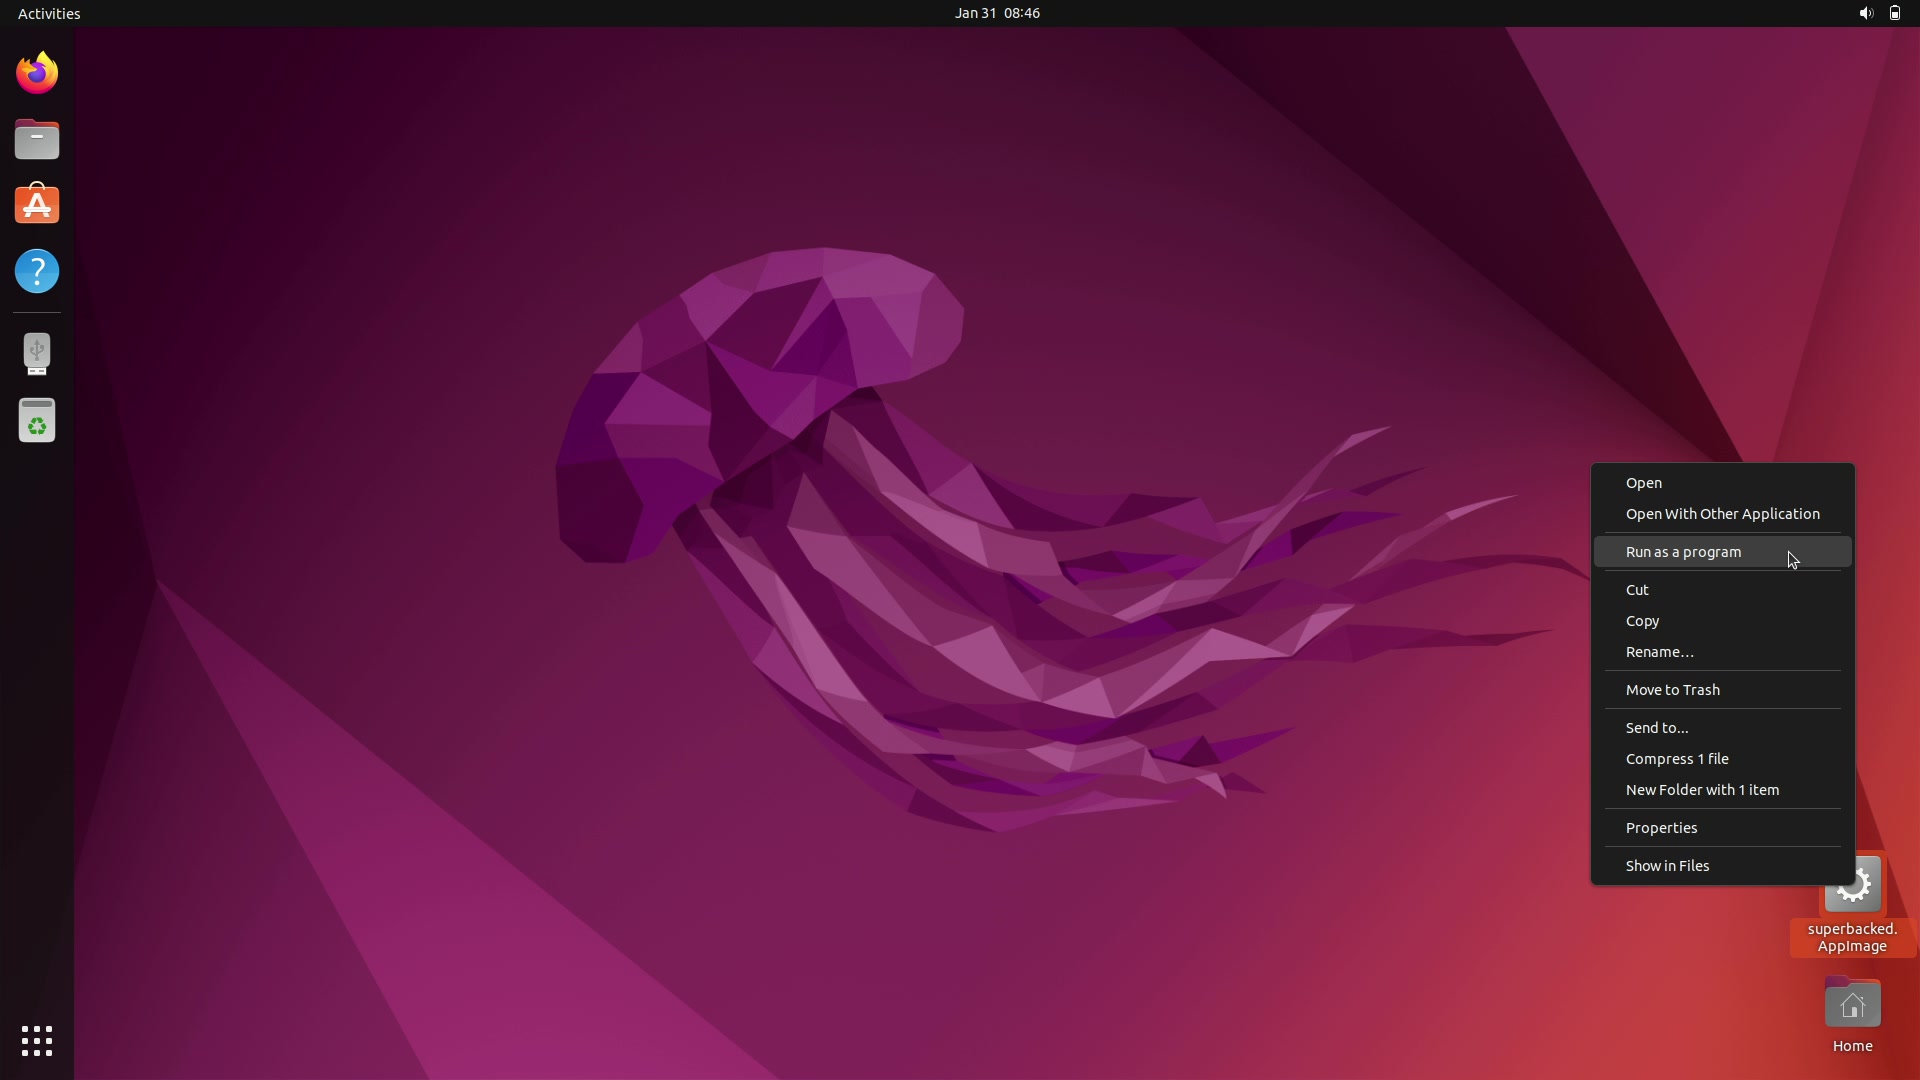 Activities
Jan 31 08:46
Open
Open With Other Application
Run as a program
Cut
Copy
Rename…
Move to Trash
Send to...
Compress 1 file
New Folder with 1 item
Properties
Show in Files
superbacked.
AppImage
Home